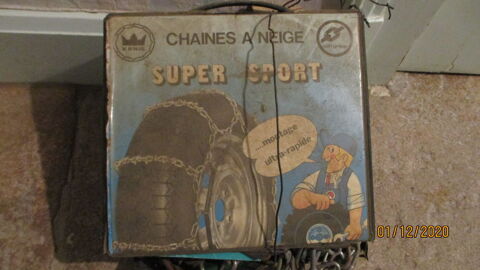 CHAINES A NEIGE
SUPER SPORT
...montage
ultra-rapide
01/12/2020